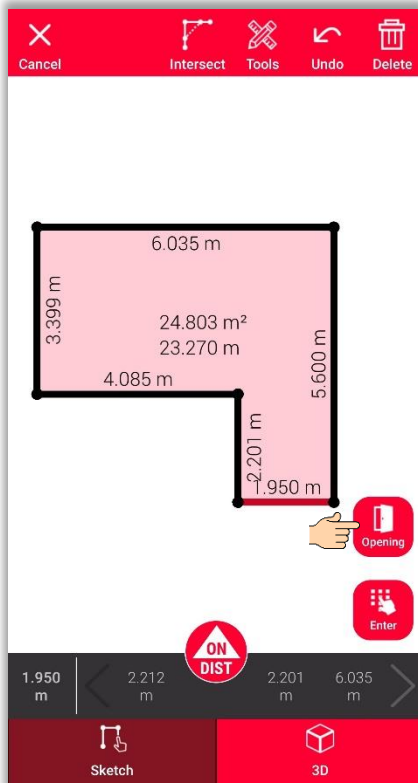 Cancel
Intersect
Tools
Undo
Delete
6.035 m
3.399 m
24.803 m²
23.270 m
4.085 m
5.600 m
2.201 m
1.950 m
Opening
Enter
ON
DIST
1.950
m
2.212
m
2.201
m
6.035
m
Sketch
3D